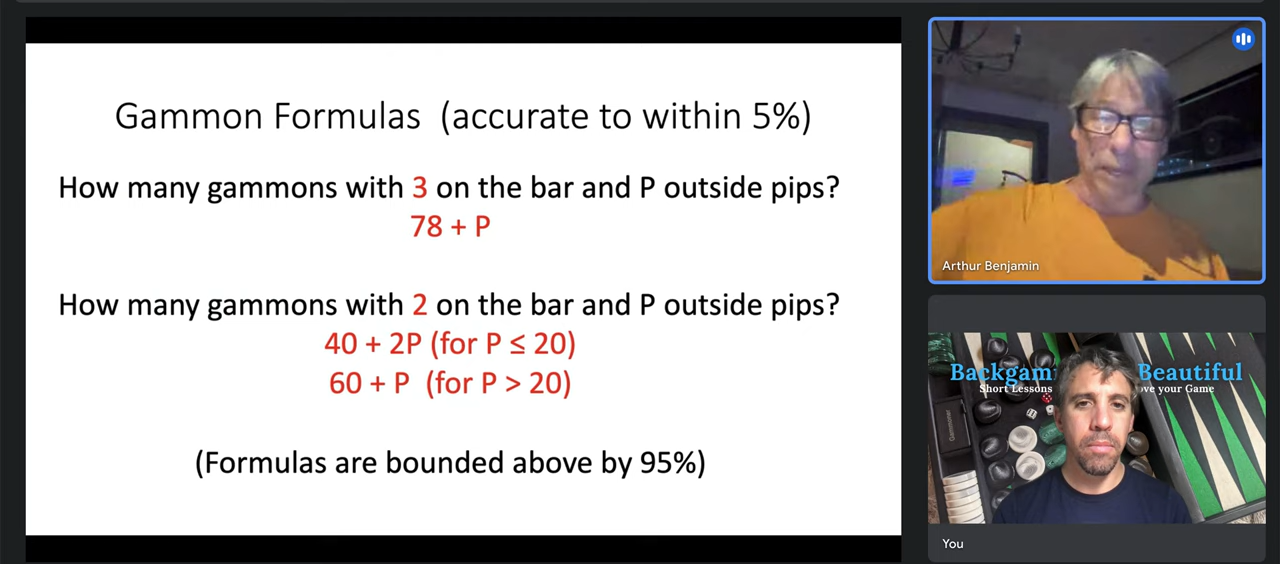 Gammon Formulas (accurate to within 5%)
How many gammons with 3 on the bar and P outside pips?
78 + P
How many gammons with 2 on the bar and P outside pips?
40 + 2P (for P ≤ 20)
60 + P (for P > 20)
(Formulas are bounded above by 95%)
Arthur Benjamin
Backgam Beautiful
Short Lessons ove your Game
You